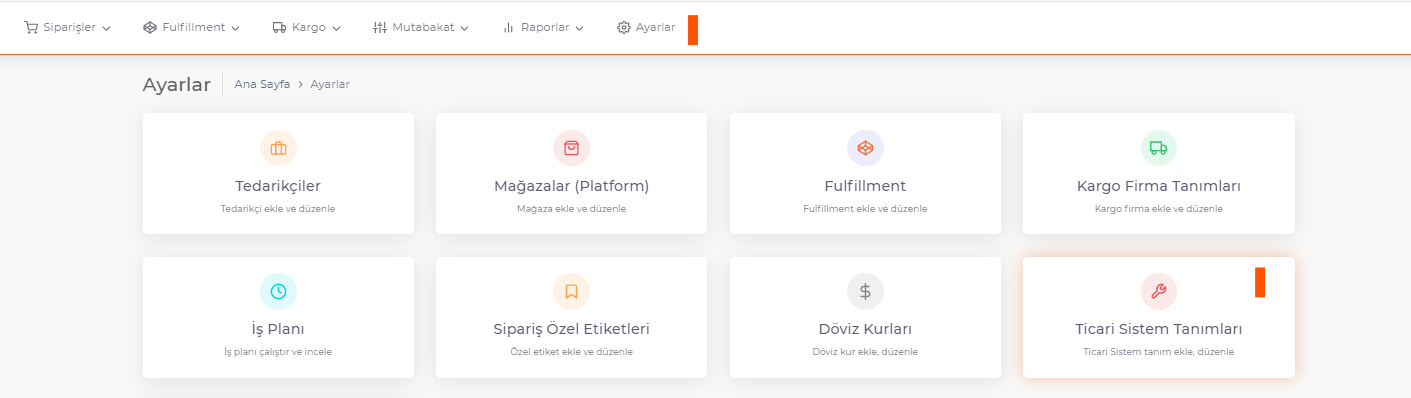 Siparişler Fulfillment Kargo Mutabakat Raporlar Ayarlar
Ayarlar Ana Sayfa > Ayarlar
Tedarikçiler
Tedarikçi ekle ve düzenle
Mağazalar (Platform)
Mağaza ekle ve düzenle
Fulfillment
Fulfillment ekle ve düzenle
Kargo Firma Tanımları
Kargo firma ekle ve düzenle
İş Planı
İş planı çalıştır ve incele
Sipariş Özel Etiketleri
Özel etiket ekle ve düzenle
Döviz Kurları
Döviz kur ekle, düzenle
Ticari Sistem Tanımları
Ticari Sistem tanım ekle, düzenle